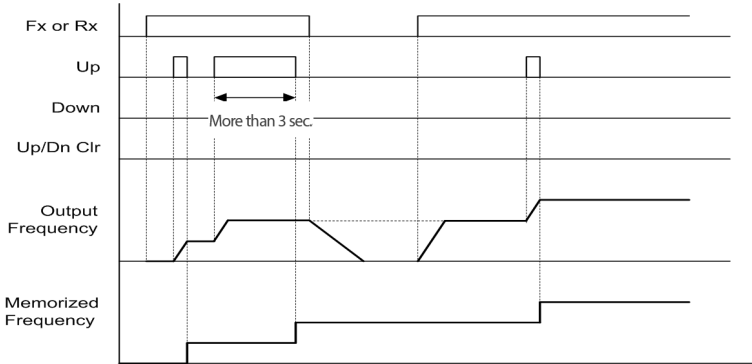 Fx or Rx
Up
Down
More than 3 sec.
Up/Dn Clr
Output
Frequency
Memorized
Frequency